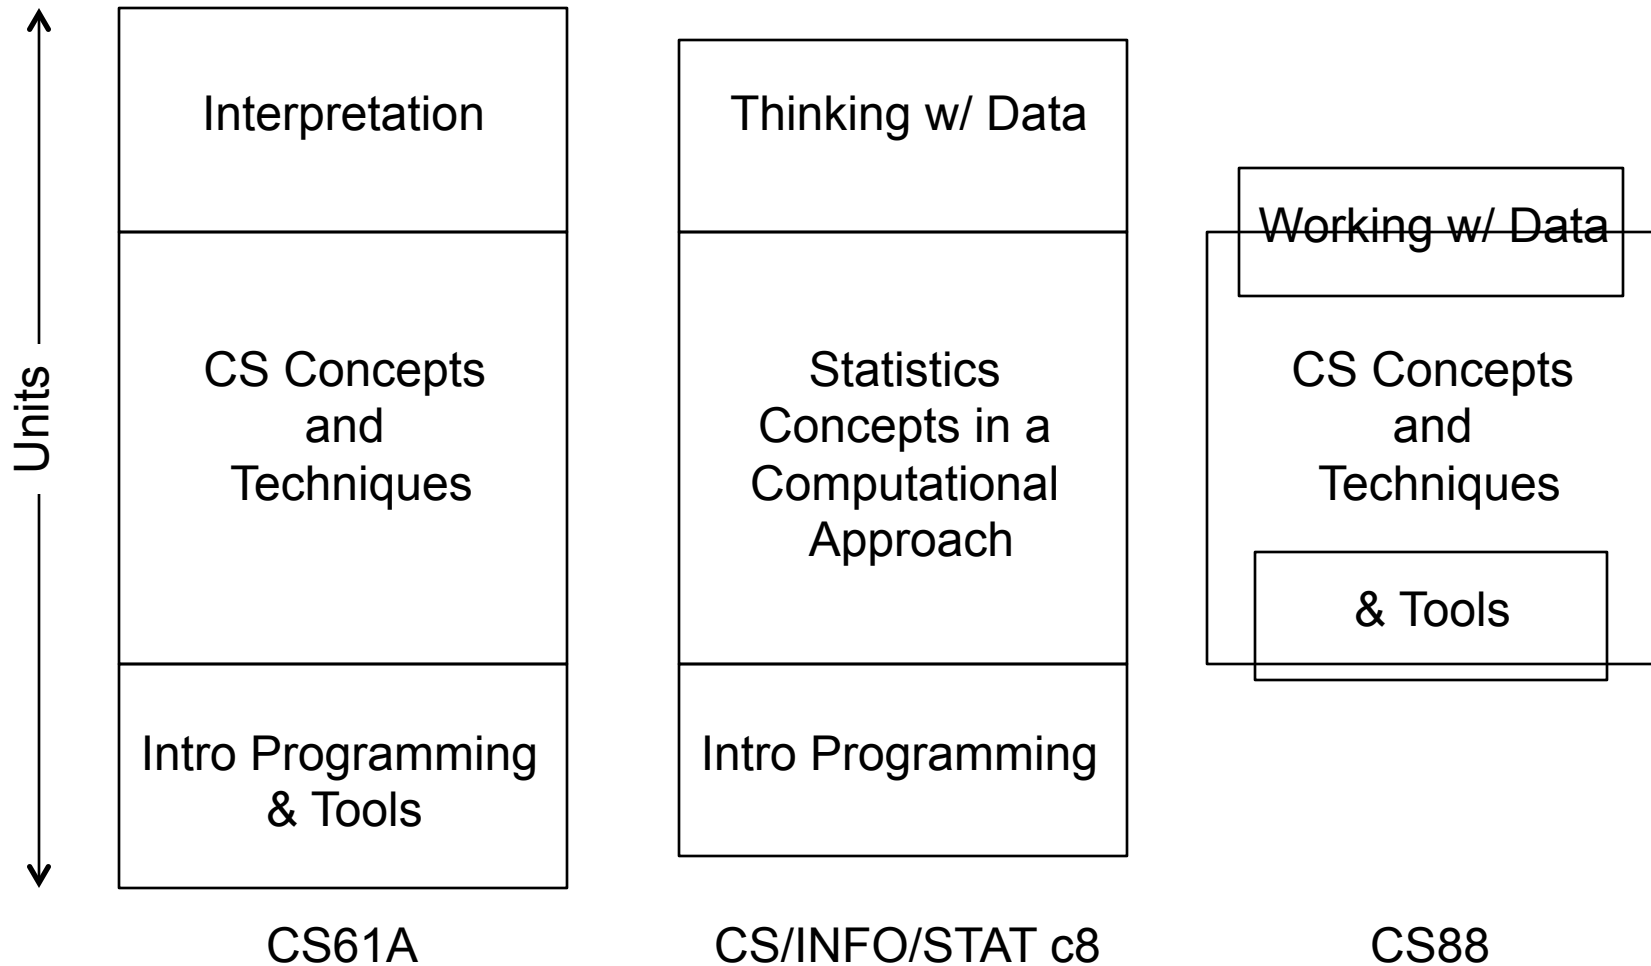 Units
Interpretation
CS Concepts
and
Techniques
Intro Programming
& Tools
CS61A
Thinking w/ Data
Statistics
Concepts in a
Computational
Approach
Intro Programming
CS/INFO/STAT c8
Working w/ Data
CS Concepts
and
Techniques
& Tools
CS88